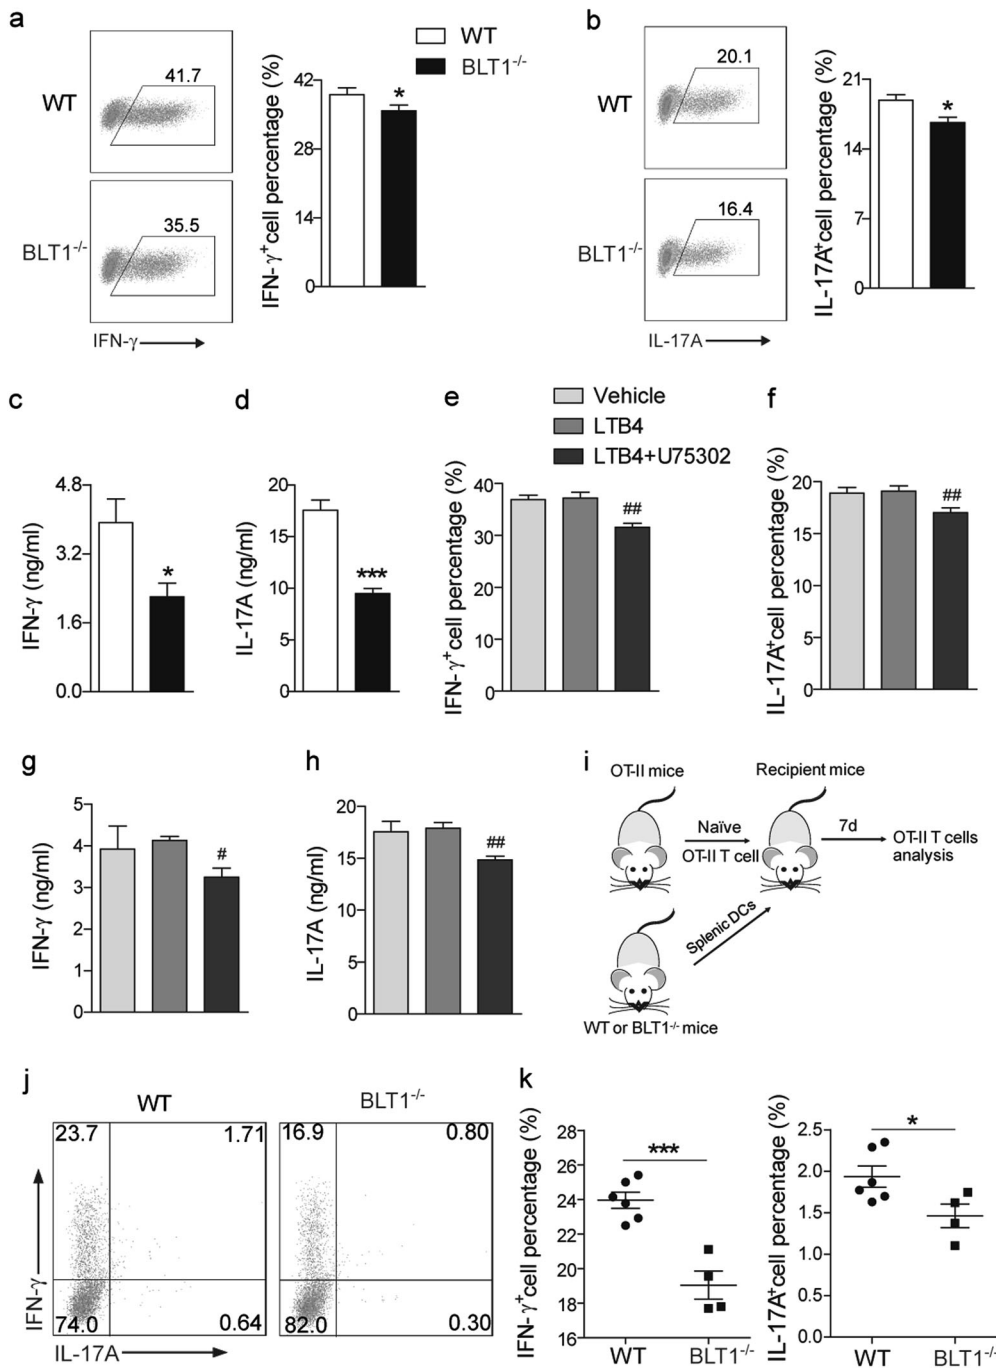 a
WT
BLT1-/-
WT
41.7
BLT1-/-
35.5
IFN-γ
IFN-γ+cell percentage (%)
42
28
14
0
*
b
WT
20.1
BLT1-/-
16.4
IL-17A
IL-17A+cell percentage (%)
21
14
7
0
*
c
IFN-γ (ng/ml)
4.8
3.2
1.6
0.0
*
d
IL-17A (ng/ml)
20
15
10
5
0
***
e
Vehicle
LTB4
LTB4+U75302
IFN-γ+cell percentage (%)
40
30
20
10
0
##
f
IL-17A+cell percentage (%)
20
15
10
5
0
##
g
IFN-γ (ng/ml)
5
4
3
2
1
0
#
h
IL-17A (ng/ml)
20
15
10
5
0
##
i
OT-II mice
Recipient mice
Naïve
OT-II T cell
7d
OT-II T cells
analysis
Splenic DCs
WT or BLT1-/- mice
j
WT
BLT1-/-
23.7
1.71
74.0
0.64
16.9
0.80
82.0
0.30
IFN-γ
IL-17A
k
IFN-γ+cell percentage (%)
28
26
24
22
20
18
16
***
WT
BLT1-/-
IL-17A+cell percentage (%)
2.5
2.0
1.5
1.0
0.5
0.0
*
WT
BLT1-/-